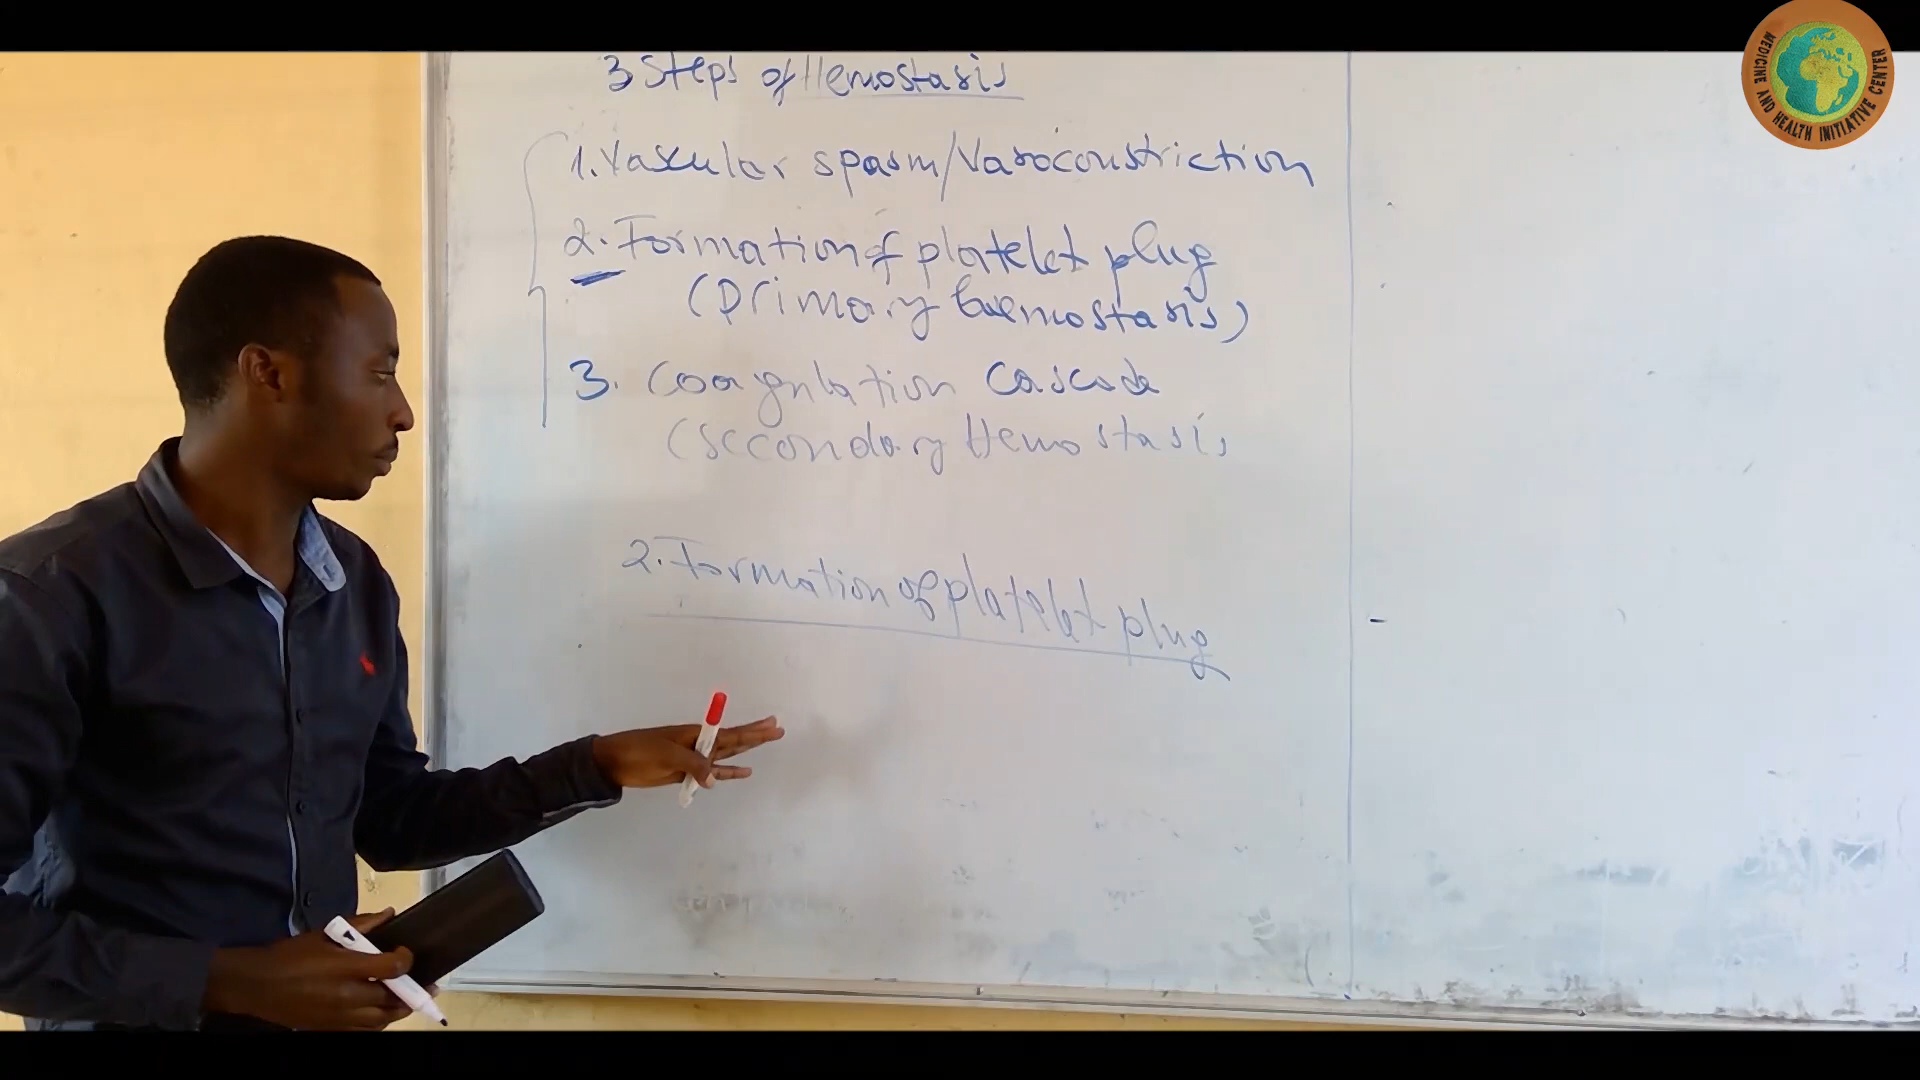 3 Steps of Hemostasis
1. Vascular spasm/Vasoconstriction
2. Formation of platelet plug
(primary haemostasis)
3. Coagulation Cascade
(Secondary Hemostasis
2. Formation of platelet plug
MEDICINE AND HEALTH INITIATIVE CENTER